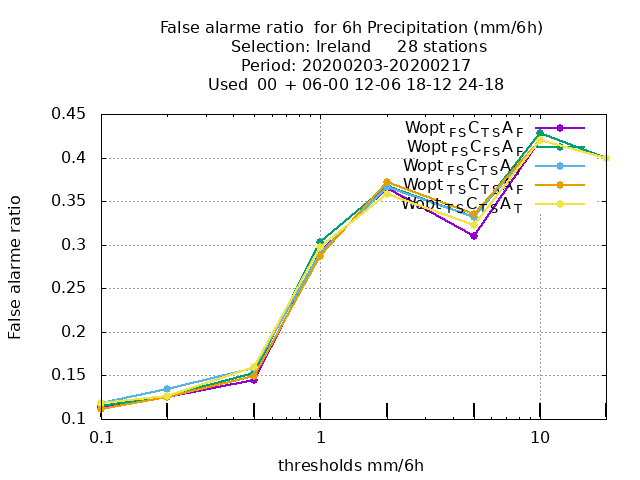 False alarme ratio  for 6h Precipitation (mm/6h)
Selection: Ireland     28 stations
Period: 20200203-20200217
Used  00  + 06-00 12-06 18-12 24-18
0.45
0.4
0.35
0.3
0.25
0.2
0.15
0.1
False alarme ratio
Wopt FS C TS A F
Wopt FS C FS A F
Wopt FS C TS A
Wopt TS C TS A F
Wopt TS C TS A T
0.1
1
10
thresholds mm/6h